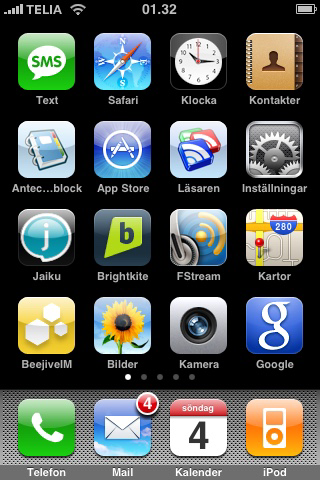 TELIA 01.32
SMS
Text Safari Klocka Kontakter
Antec...block App Store Läsaren Inställningar
j b 280
Jaiku Brightkite FStream Kartor
g
BeejiveIM Bilder Kamera Google
4
söndag
4
Telefon Mail Kalender iPod